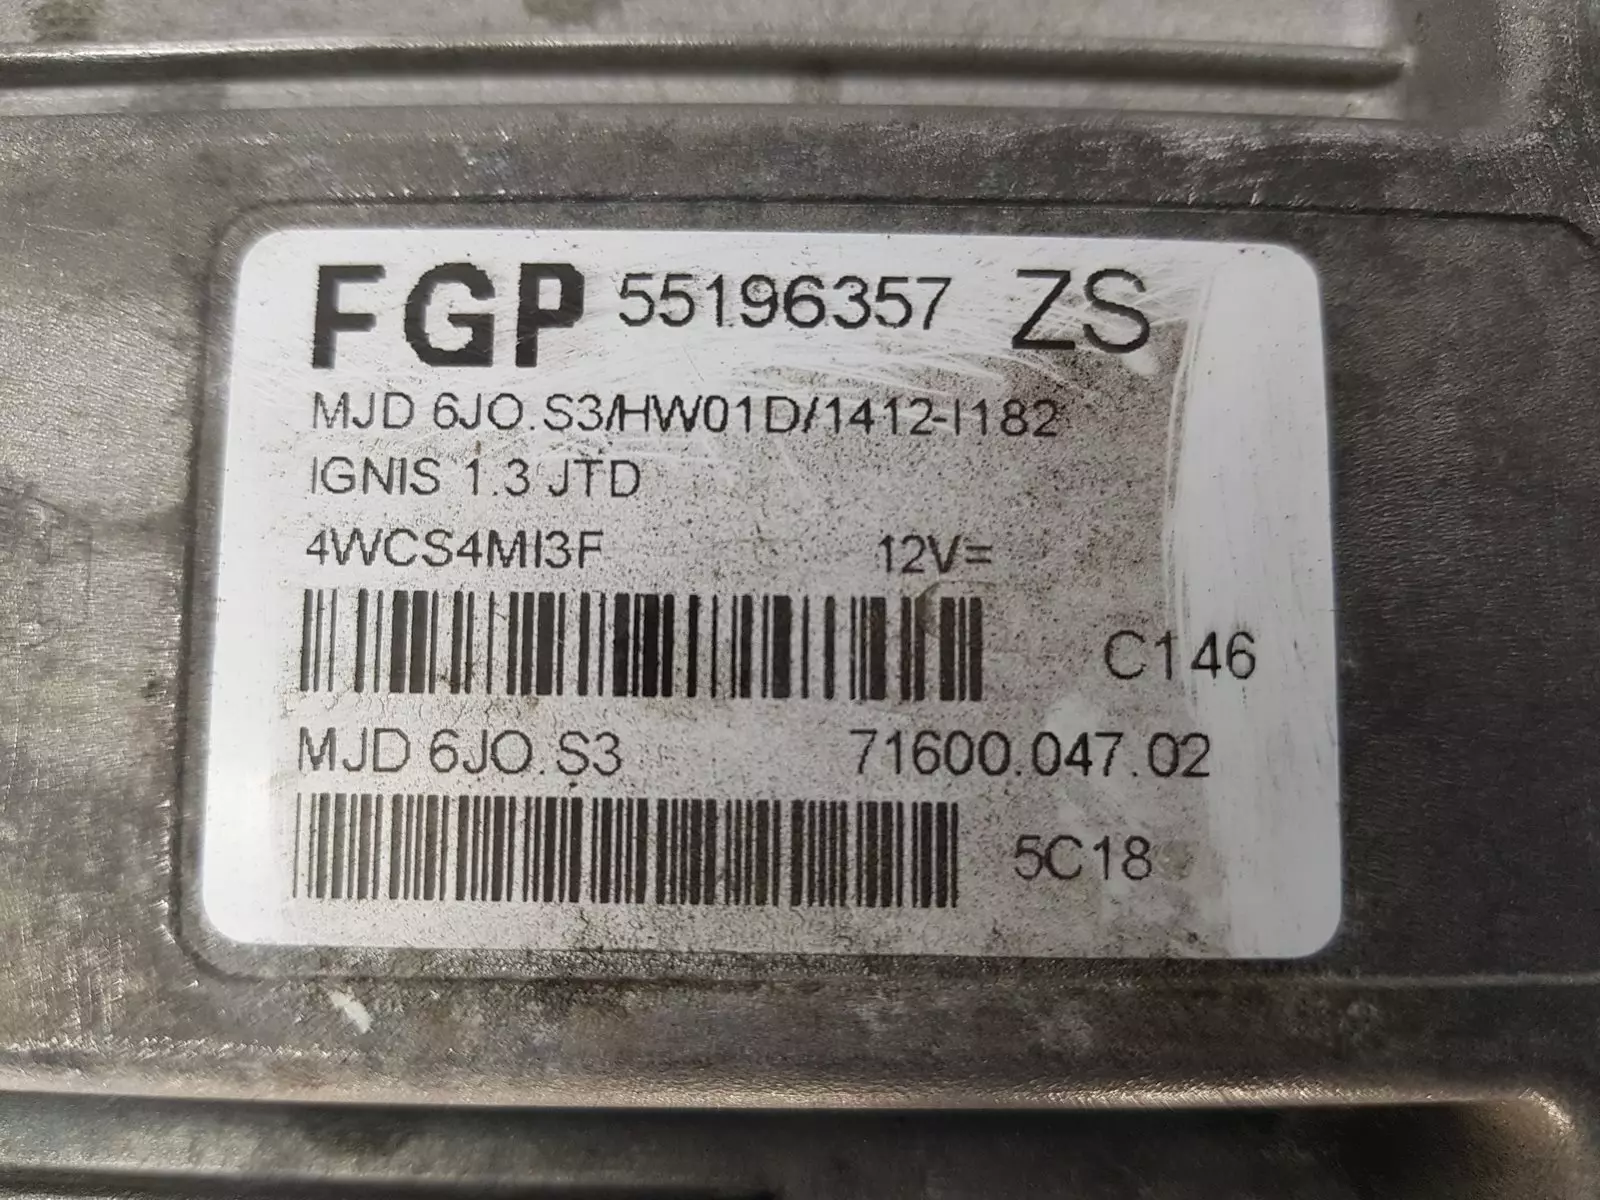 FGP 55196357 ZS
MJD 6JO.S3/HW01D/1412-I182
IGNIS 1.3 JTD
4WCS4MI3F 12V=
C146
MJD 6JO.S3 71600.047.02
5C18